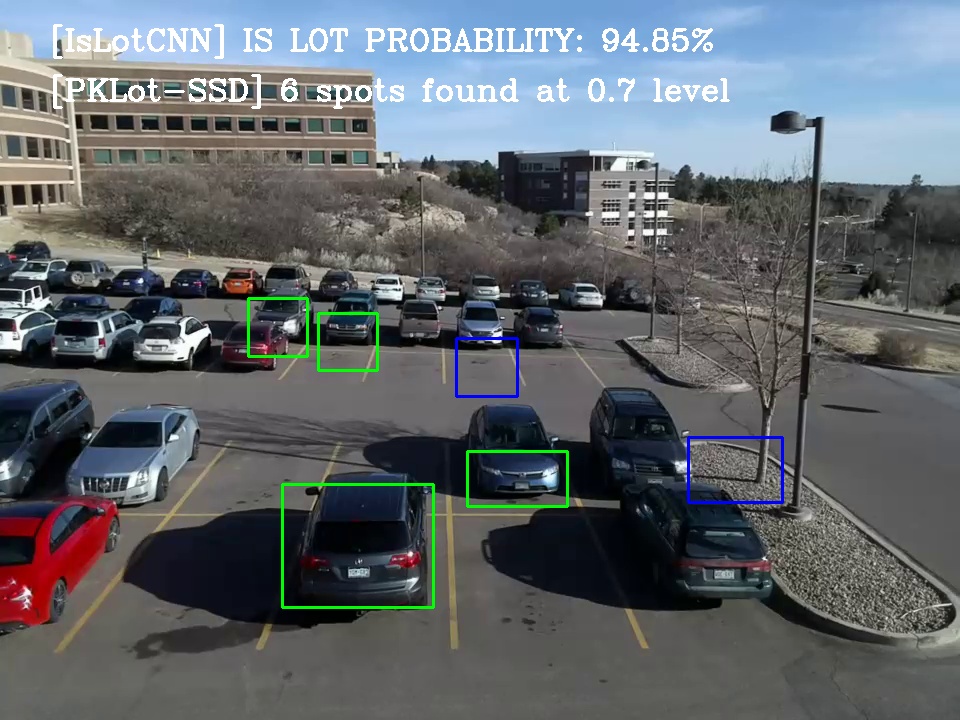 [IsLotCNN] IS LOT PROBABILITY: 94.85%
[PKLot-SSD] 6 spots found at 0.7 level